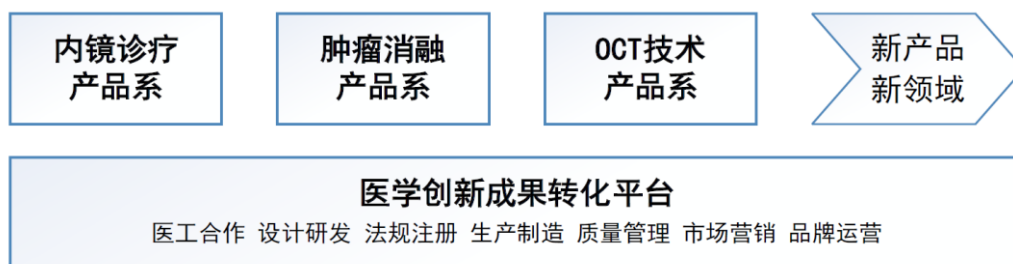 内镜诊疗
产品系
肿瘤消融
产品系
OCT技术
产品系
新产品
新领域
医学创新成果转化平台
医工合作 设计研发 法规注册 生产制造 质量管理 市场营销 品牌运营